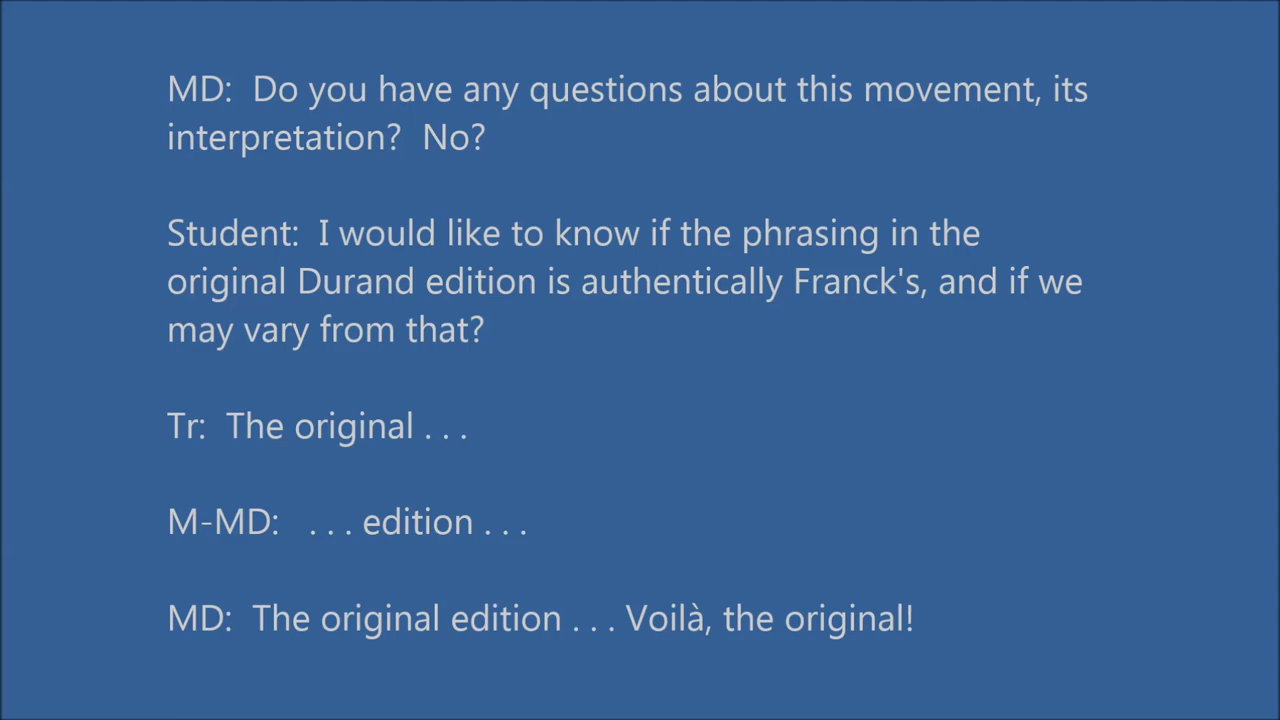 MD:  Do you have any questions about this movement, its
interpretation?  No?
Student:  I would like to know if the phrasing in the
original Durand edition is authentically Franck's, and if we
may vary from that?
Tr:  The original . . .
M-MD:   . . . edition . . .
MD:  The original edition . . . Voilà, the original!